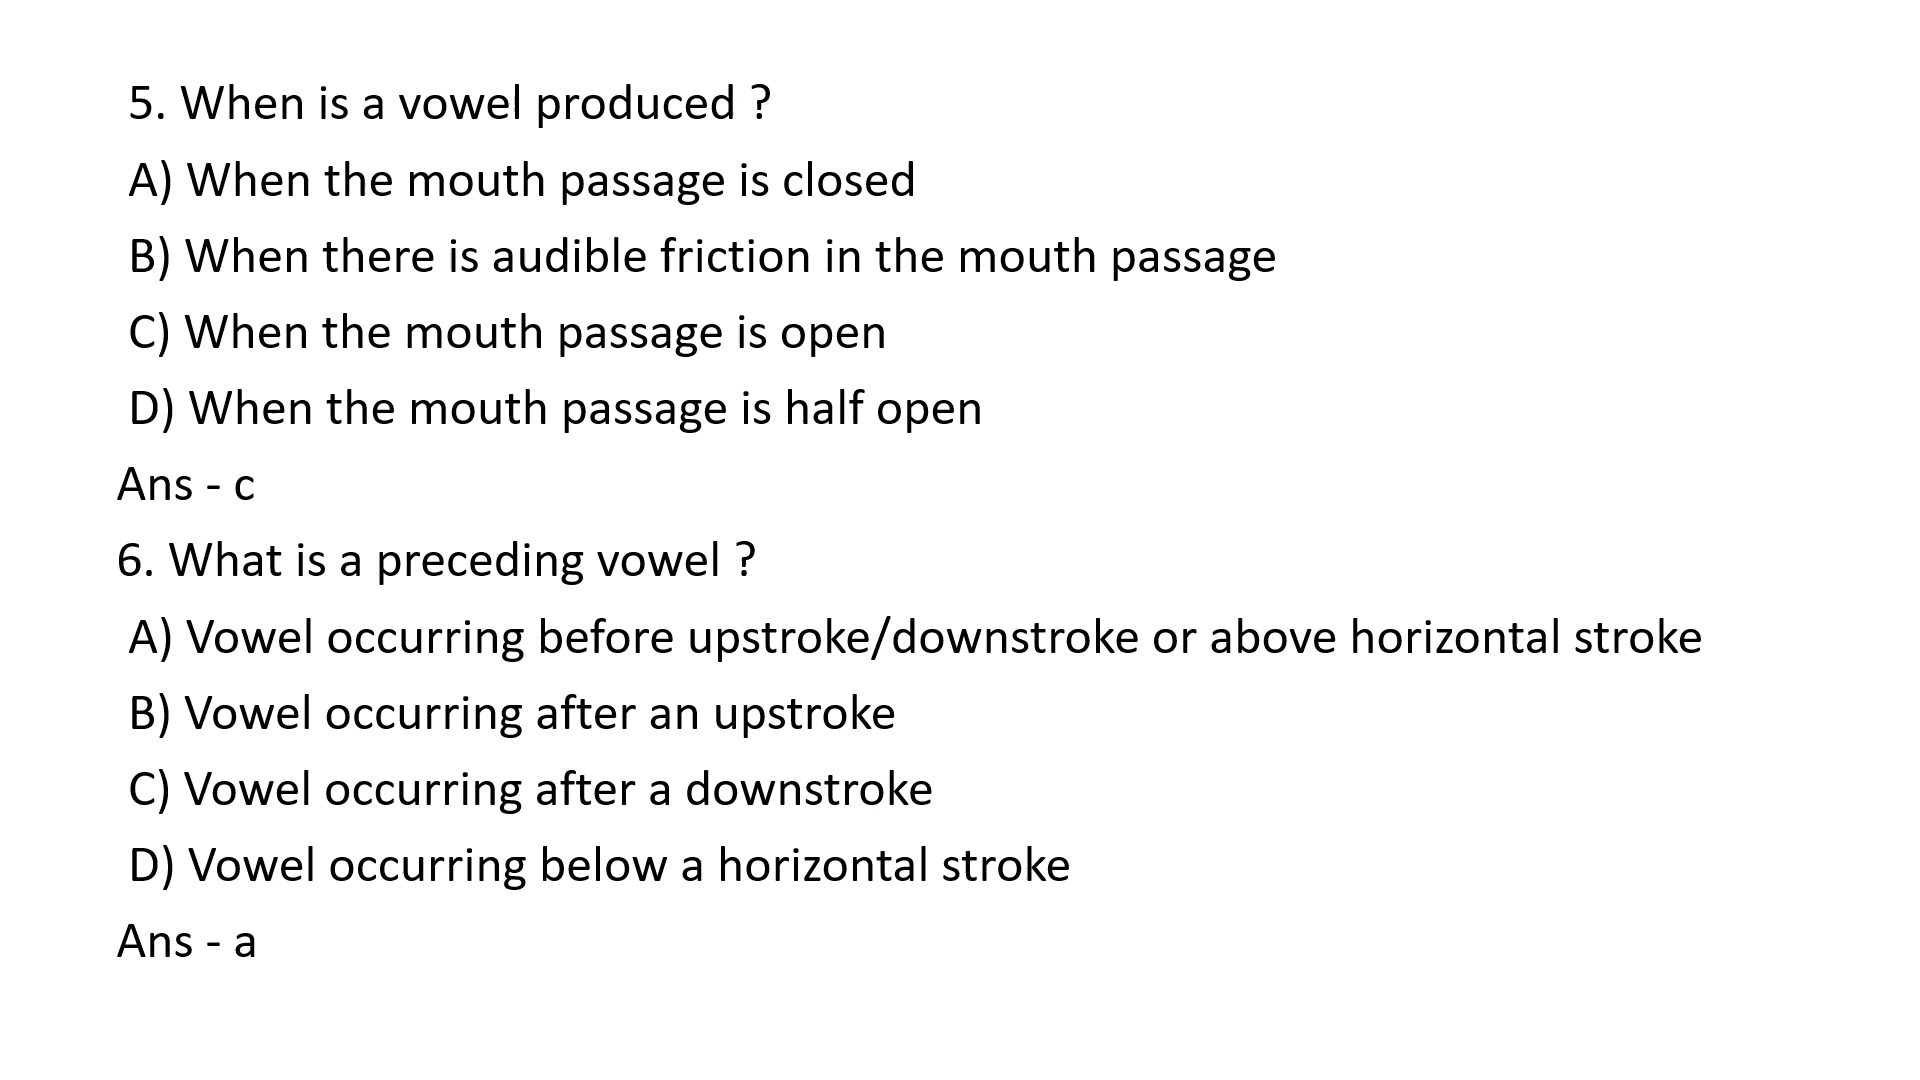 5. When is a vowel produced ?
A) When the mouth passage is closed
B) When there is audible friction in the mouth passage
C) When the mouth passage is open
D) When the mouth passage is half open
Ans - c
6. What is a preceding vowel ?
A) Vowel occurring before upstroke/downstroke or above horizontal stroke
B) Vowel occurring after an upstroke
C) Vowel occurring after a downstroke
D) Vowel occurring below a horizontal stroke
Ans - a